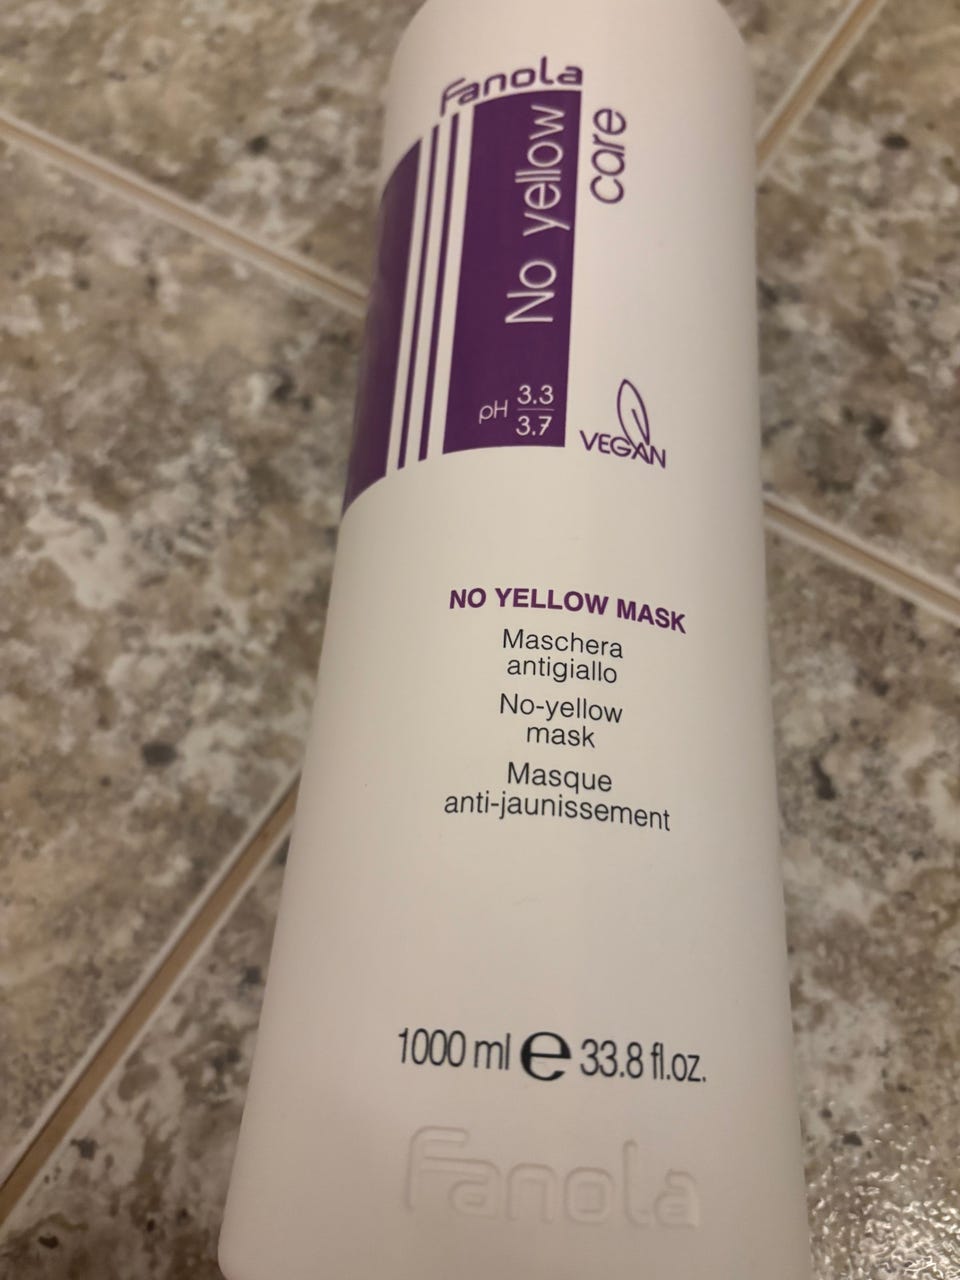 Fanola
No yellow
care
pH 3.3
3.7
VEGAN
NO YELLOW MASK
Maschera
antigiallo
No-yellow
mask
Masque
anti-jaunissement
1000 ml e 33.8 fl.oz.
Fanola